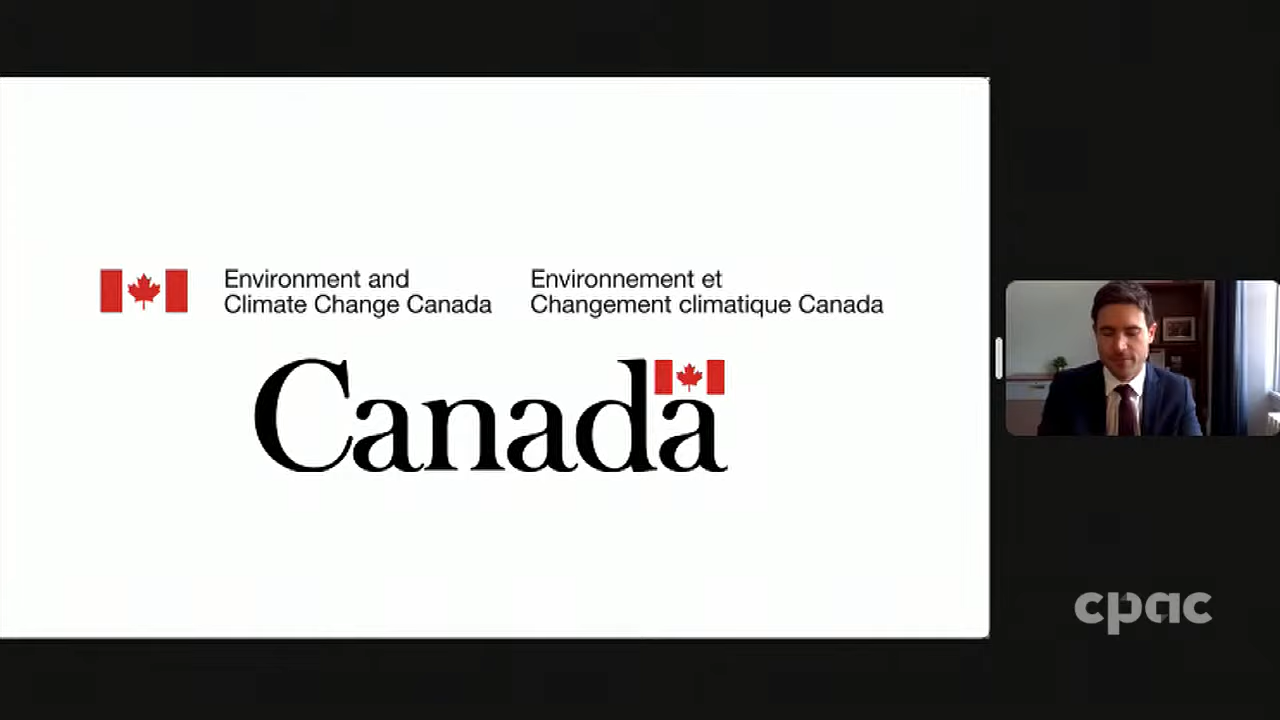 Environment and
Climate Change Canada
Environnement et
Changement climatique Canada
Canada
cpac